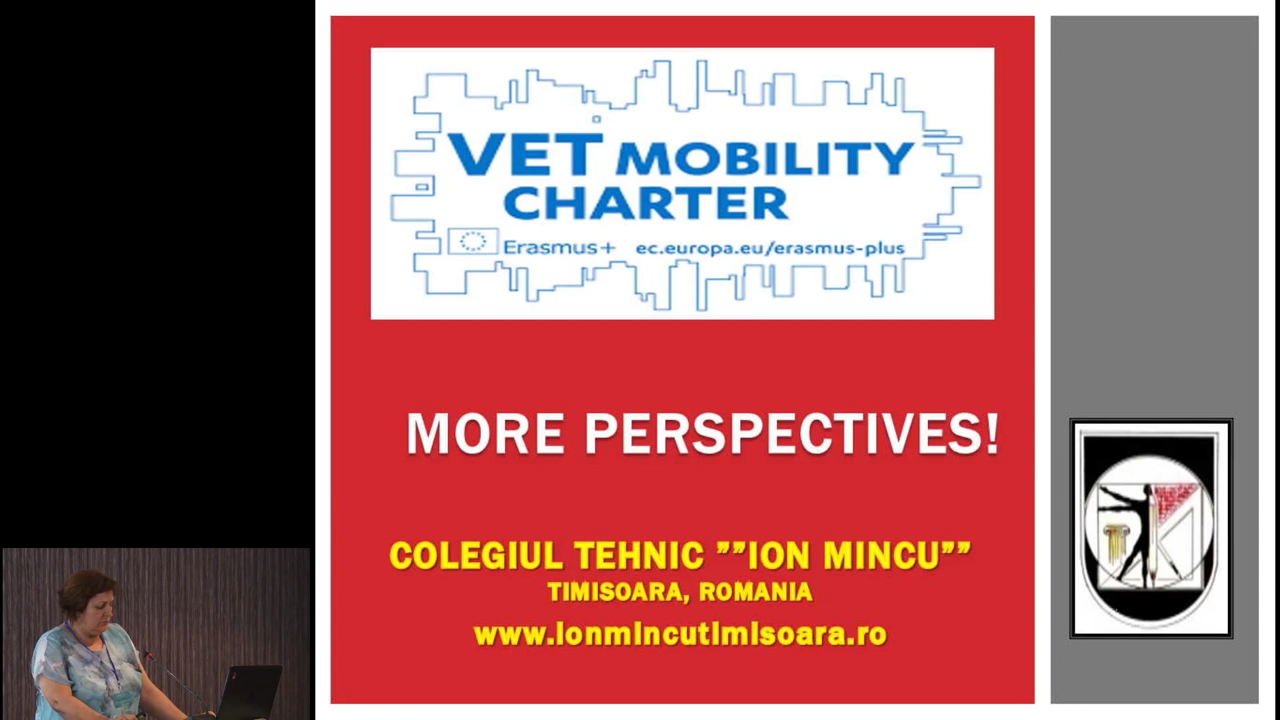 VET MOBILITY
CHARTER
Erasmus+ ec.europa.eu/erasmus-plus
MORE PERSPECTIVES!
COLEGIUL TEHNIC ””ION MINCU””
TIMISOARA, ROMANIA
www.ionmincutimisoara.ro